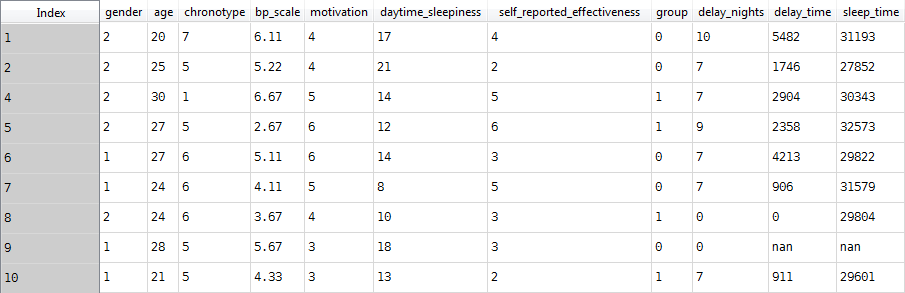 Index gender age chronotype bp_scale motivation daytime_sleepiness self_reported_effectiveness group delay_nights delay_time sleep_time
1 2 20 7 6.11 4 17 4 0 10 5482 31193
2 2 25 5 5.22 4 21 2 0 7 1746 27852
4 2 30 1 6.67 5 14 5 1 7 2904 30343
5 2 27 5 2.67 6 12 6 1 9 2358 32573
6 1 27 6 5.11 6 14 3 0 7 4213 29822
7 1 24 6 4.11 5 8 5 0 7 906 31579
8 2 24 6 3.67 4 10 3 1 0 0 29804
9 1 28 5 5.67 3 18 3 0 0 nan nan
10 1 21 5 4.33 3 13 2 1 7 911 29601